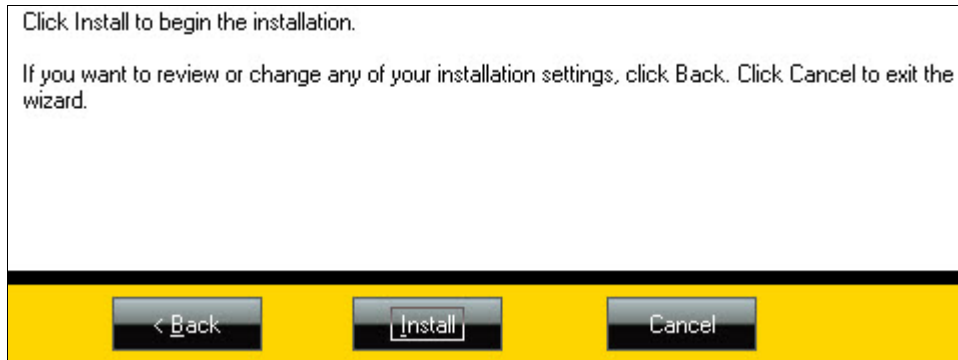 Click Install to begin the installation.
If you want to review or change any of your installation settings, click Back. Click Cancel to exit the
wizard.
< Back
Install
Cancel